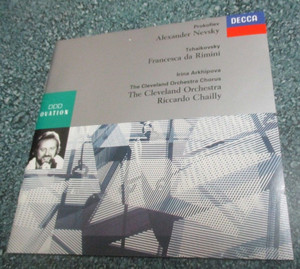 DECCA
Prokofiev
Alexander Nevsky
Tchaikovsky
Francesca da Rimini
Irina Arkhipova
The Cleveland Orchestra Chorus
The Cleveland Orchestra
Riccardo Chailly
DDD
OVATION